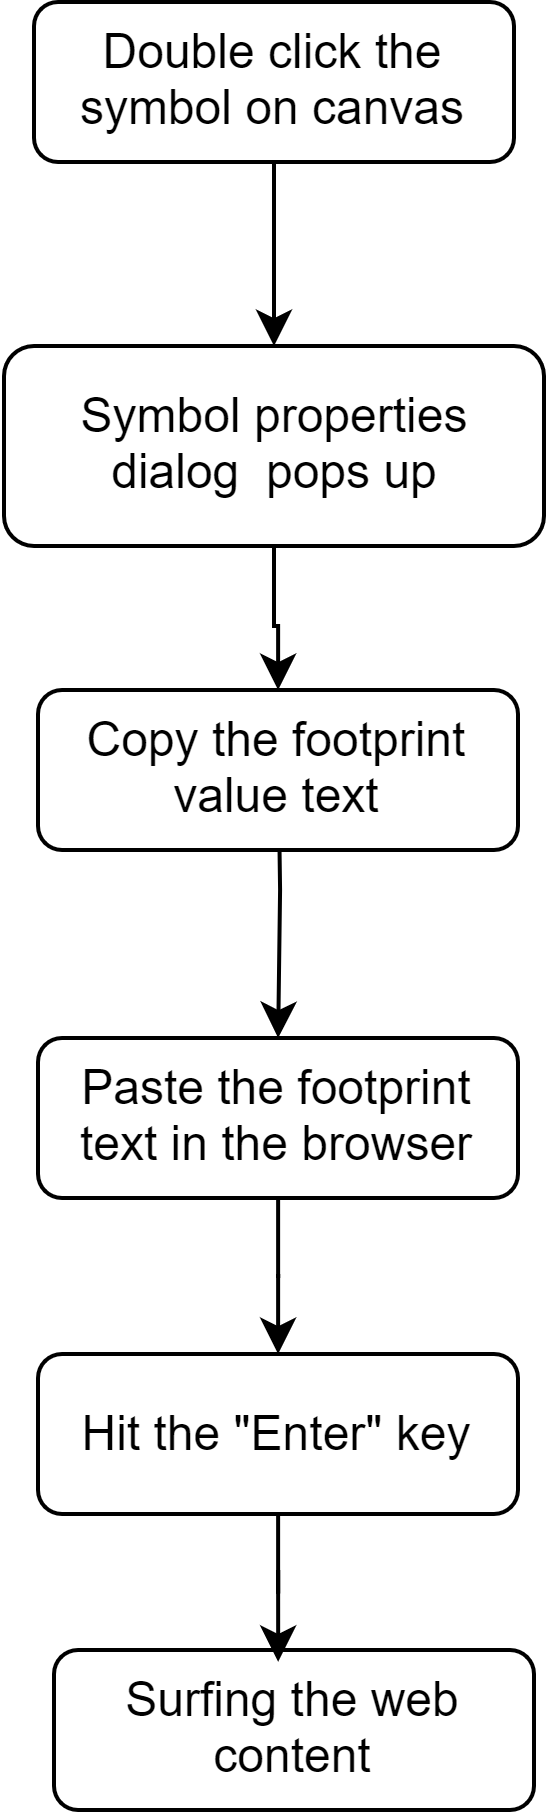 Double click the
symbol on canvas
Symbol properties
dialog  pops up
Copy the footprint
value text
Paste the footprint
text in the browser
Hit the "Enter" key
Surfing the web
content